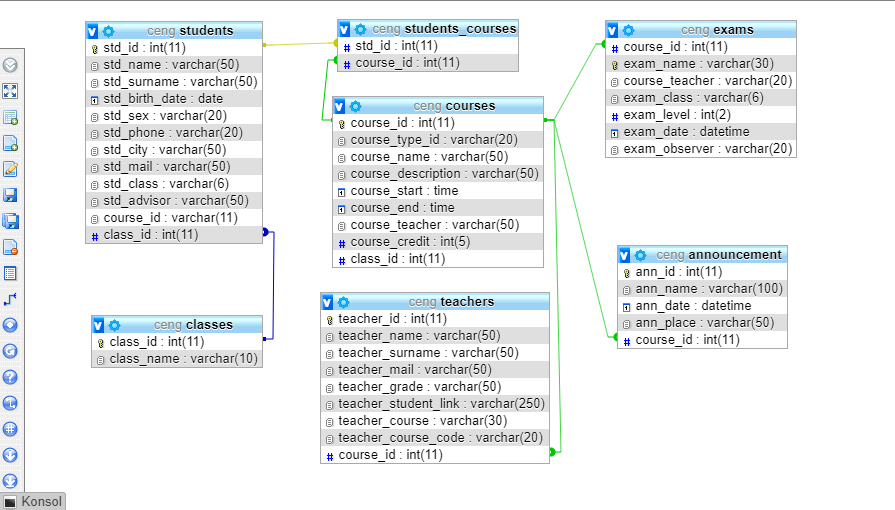 ceng students
std_id : int(11)
std_name : varchar(50)
std_surname : varchar(50)
std_birth_date : date
std_sex : varchar(20)
std_phone : varchar(20)
std_city : varchar(50)
std_mail : varchar(50)
std_class : varchar(6)
std_advisor : varchar(50)
course_id : varchar(11)
class_id : int(11)
ceng classes
class_id : int(11)
class_name : varchar(10)
ceng students_courses
std_id : int(11)
course_id : int(11)
ceng courses
course_id : int(11)
course_type_id : varchar(20)
course_name : varchar(50)
course_description : varchar(50)
course_start : time
course_end : time
course_teacher : varchar(50)
course_credit : int(5)
class_id : int(11)
ceng teachers
teacher_id : int(11)
teacher_name : varchar(50)
teacher_surname : varchar(50)
teacher_mail : varchar(50)
teacher_grade : varchar(50)
teacher_student_link : varchar(250)
teacher_course : varchar(30)
teacher_course_code : varchar(20)
course_id : int(11)
ceng exams
course_id : int(11)
exam_name : varchar(30)
course_teacher : varchar(20)
exam_class : varchar(6)
exam_level : int(2)
exam_date : datetime
exam_observer : varchar(20)
ceng announcement
ann_id : int(11)
ann_name : varchar(100)
ann_date : datetime
ann_place : varchar(50)
course_id : int(11)
Konsol